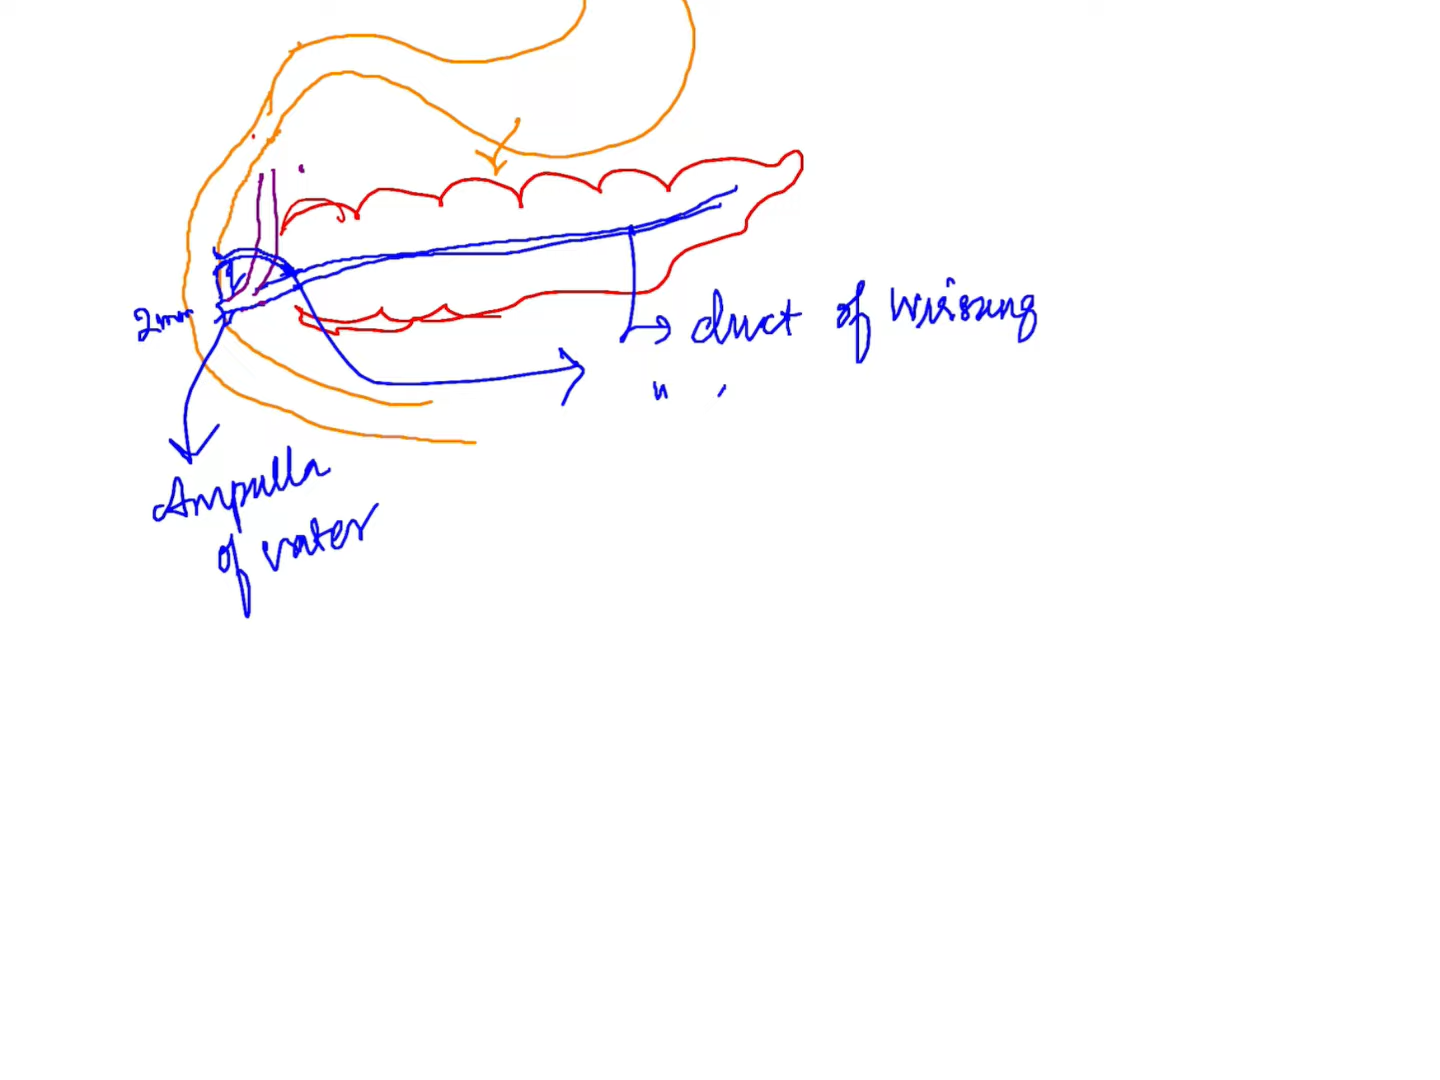 2mm
duct of Wirsung
" "
Ampulla
of vater